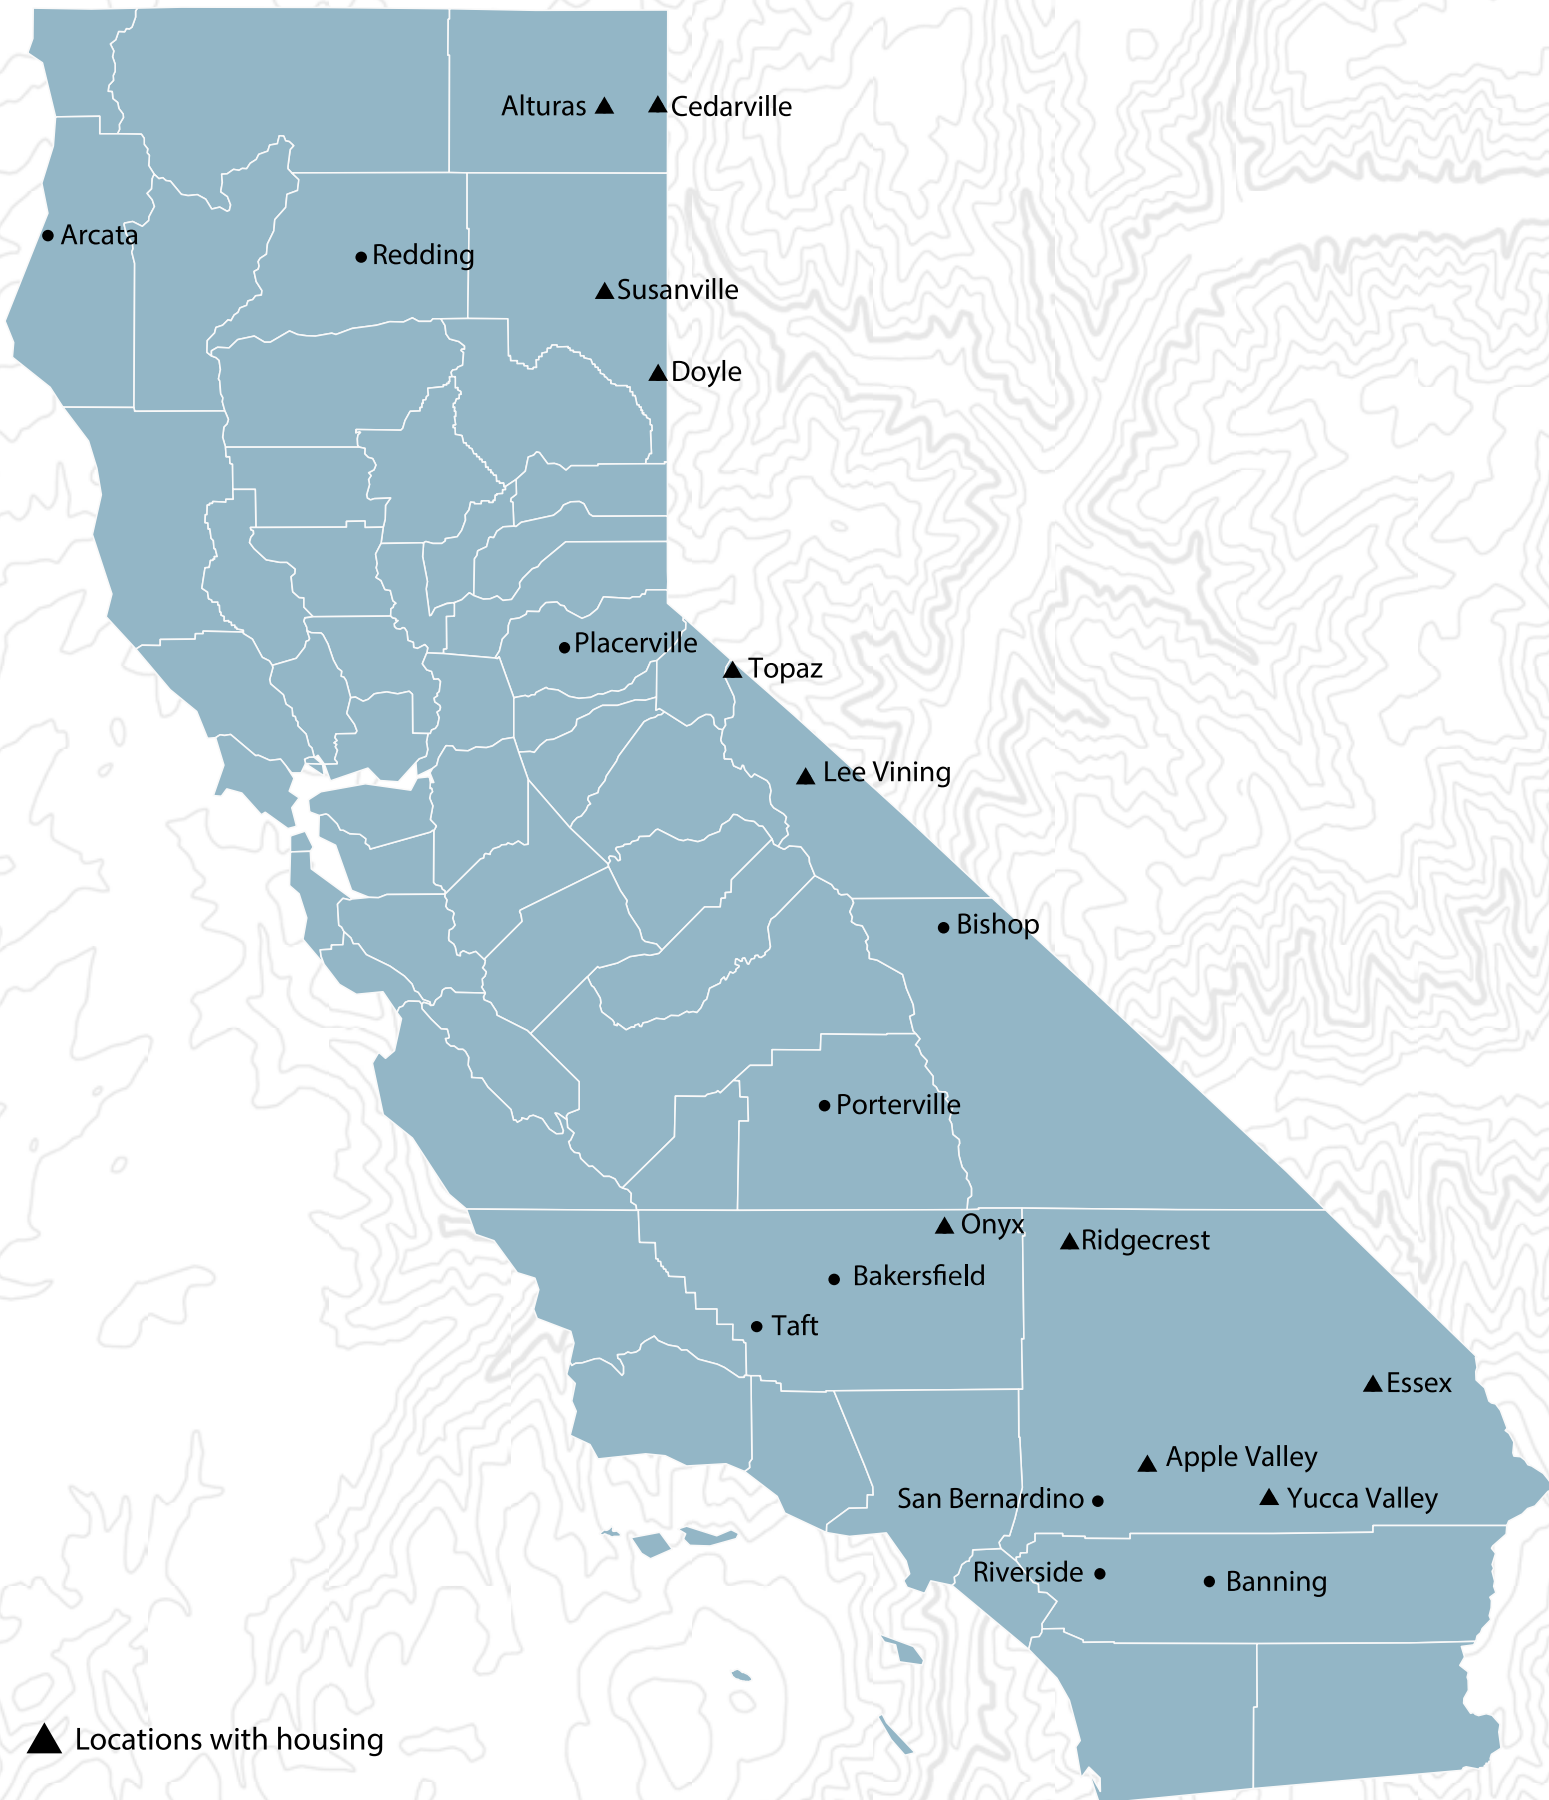 Alturas
Cedarville
Arcata
Redding
Susanville
Doyle
Placerville
Topaz
Lee Vining
Bishop
Porterville
Onyx
Ridgecrest
Bakersfield
Taft
Essex
Apple Valley
San Bernardino
Yucca Valley
Riverside
Banning
Locations with housing